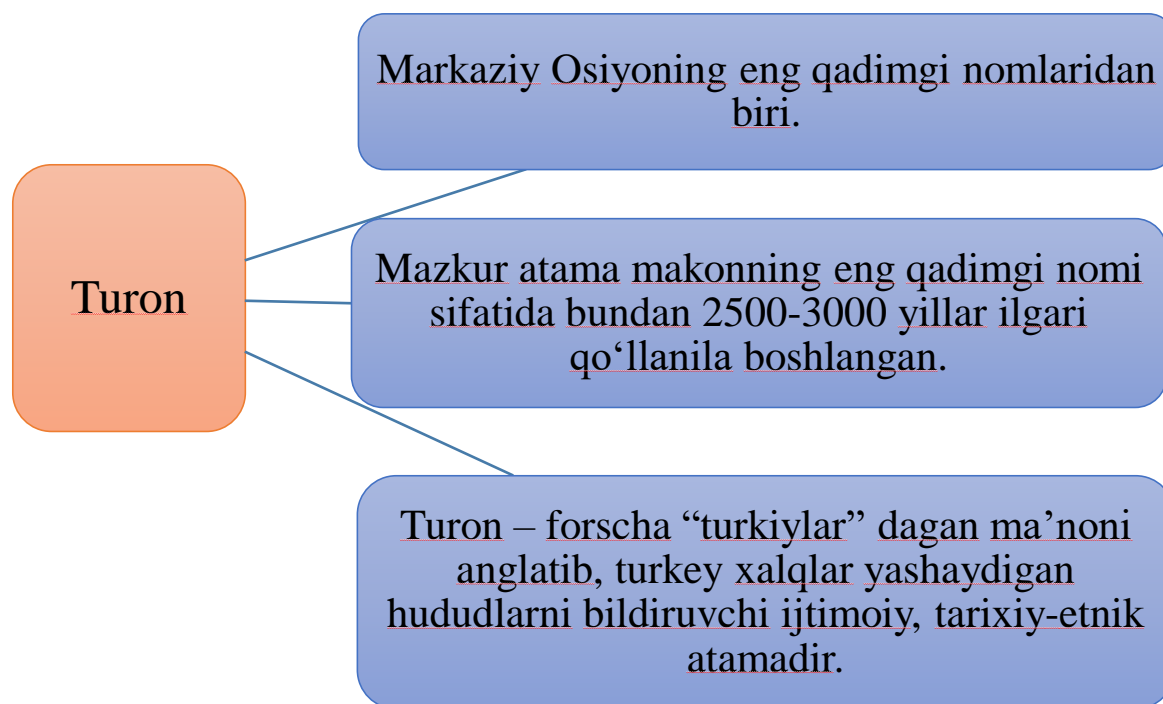 Turon
Markaziy Osiyoning eng qadimgi nomlaridan
biri.
Mazkur atama makonning eng qadimgi nomi
sifatida bundan 2500-3000 yillar ilgari
qo‘llanila boshlangan.
Turon – forscha “turkiylar” dagan ma’noni
anglatib, turkey xalqlar yashaydigan
hududlarni bildiruvchi ijtimoiy, tarixiy-etnik
atamadir.